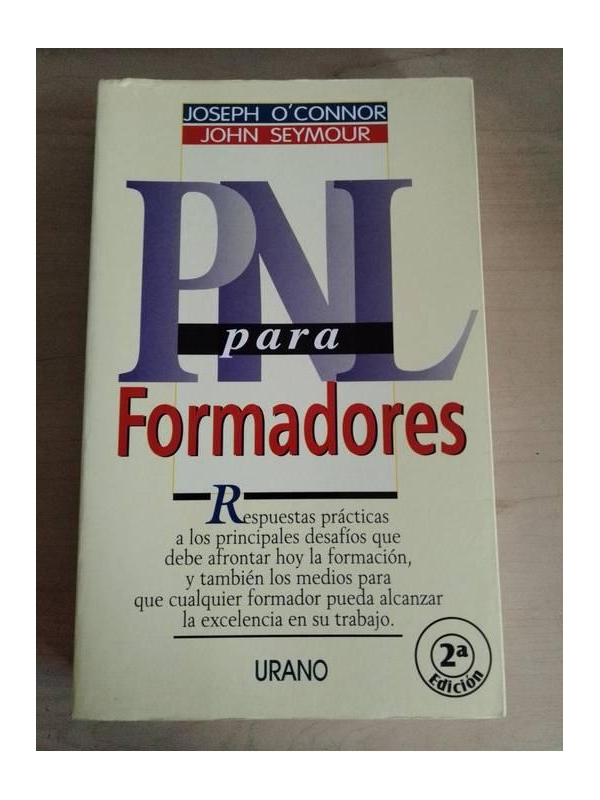 JOSEPH O'CONNOR
JOHN SEYMOUR
PNL
para
Formadores
Respuestas prácticas
a los principales desafíos que
debe afrontar hoy la formación,
y también los medios para
que cualquier formador pueda alcanzar
la excelencia en su trabajo.
URANO
2ª
Edición